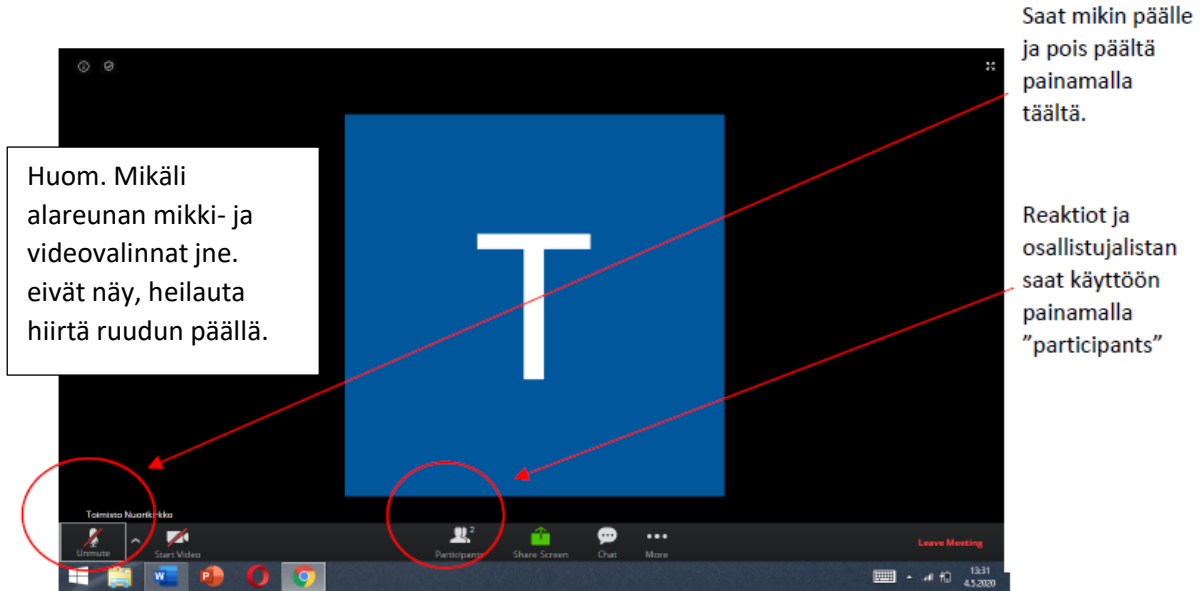 Saat mikin päälle
ja pois päältä
painamalla
täältä.
Huom. Mikäli
alareunan mikki- ja
videovalinnat jne.
eivät näy, heilauta
hiirtä ruudun päällä.
T
Reaktiot ja
osallistujalistan
saat käyttöön
painamalla
”participants”
Toimisto Nuorikirkko
Unmute
Start Video
2
Participants
Share Screen
Chat
More
Leave Meeting
W
P
13:31
4.5.2020